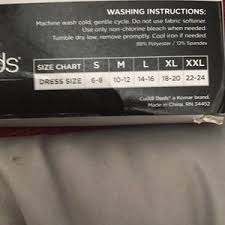 WASHING INSTRUCTIONS:
Machine wash cold, gentle cycle. Do not use fabric softener.
Use only non-chlorine bleach when needed.
Tumble dry low, remove promptly. Cool iron if needed.
88% Polyester / 12% Spandex
ds
SIZE CHART S M L XL XXL
DRESS SIZE 6-8 10-12 14-16 18-20 22-24
Cuddl Duds a Komar brand.
Made in China. RN 34452